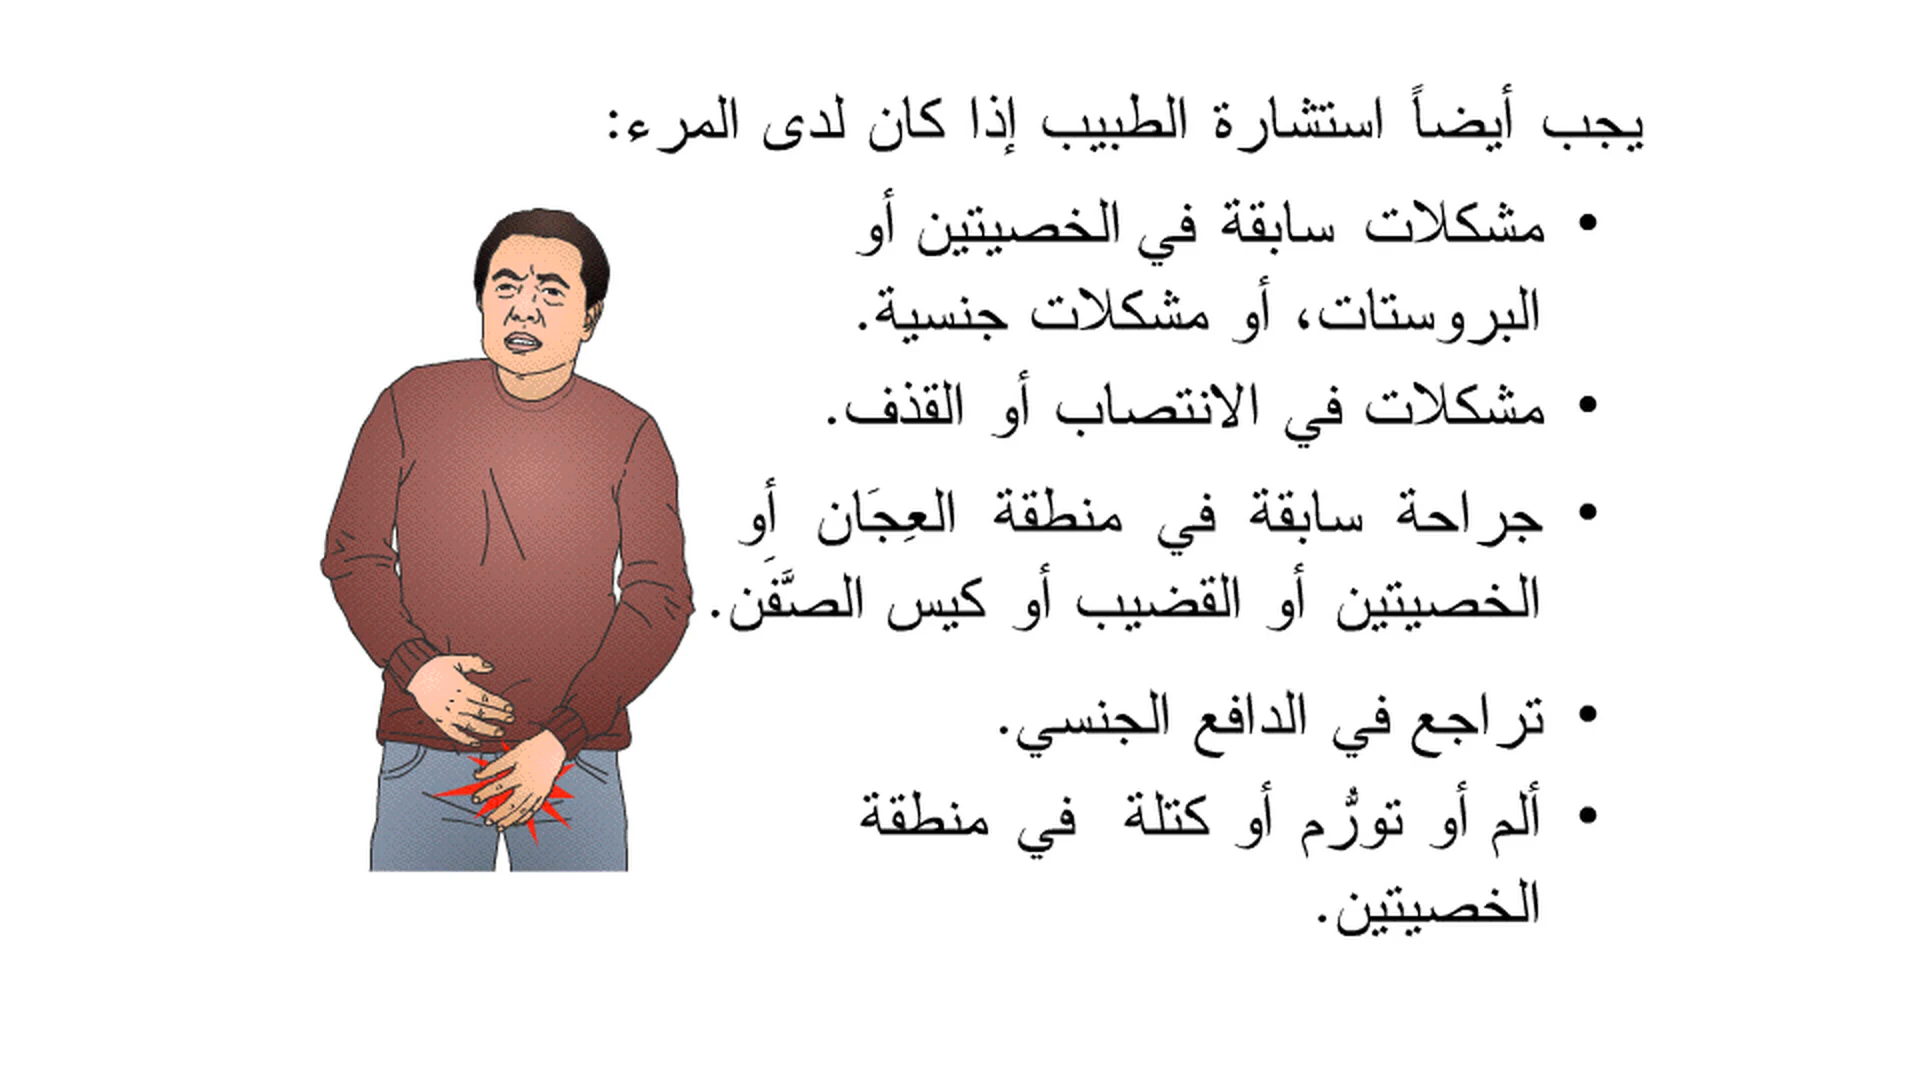 يجب أيضاً استشارة الطبيب إذا كان لدى المرء:
• مشكلات سابقة في الخصيتين أو
البروستات، أو مشكلات جنسية.
• مشكلات في الانتصاب أو القذف.
• جراحة سابقة في منطقة العِجَان أو
الخصيتين أو القضيب أو كيس الصَّفَن.
• تراجع في الدافع الجنسي.
• ألم أو تورُّم أو كتلة في منطقة
الخصيتين.